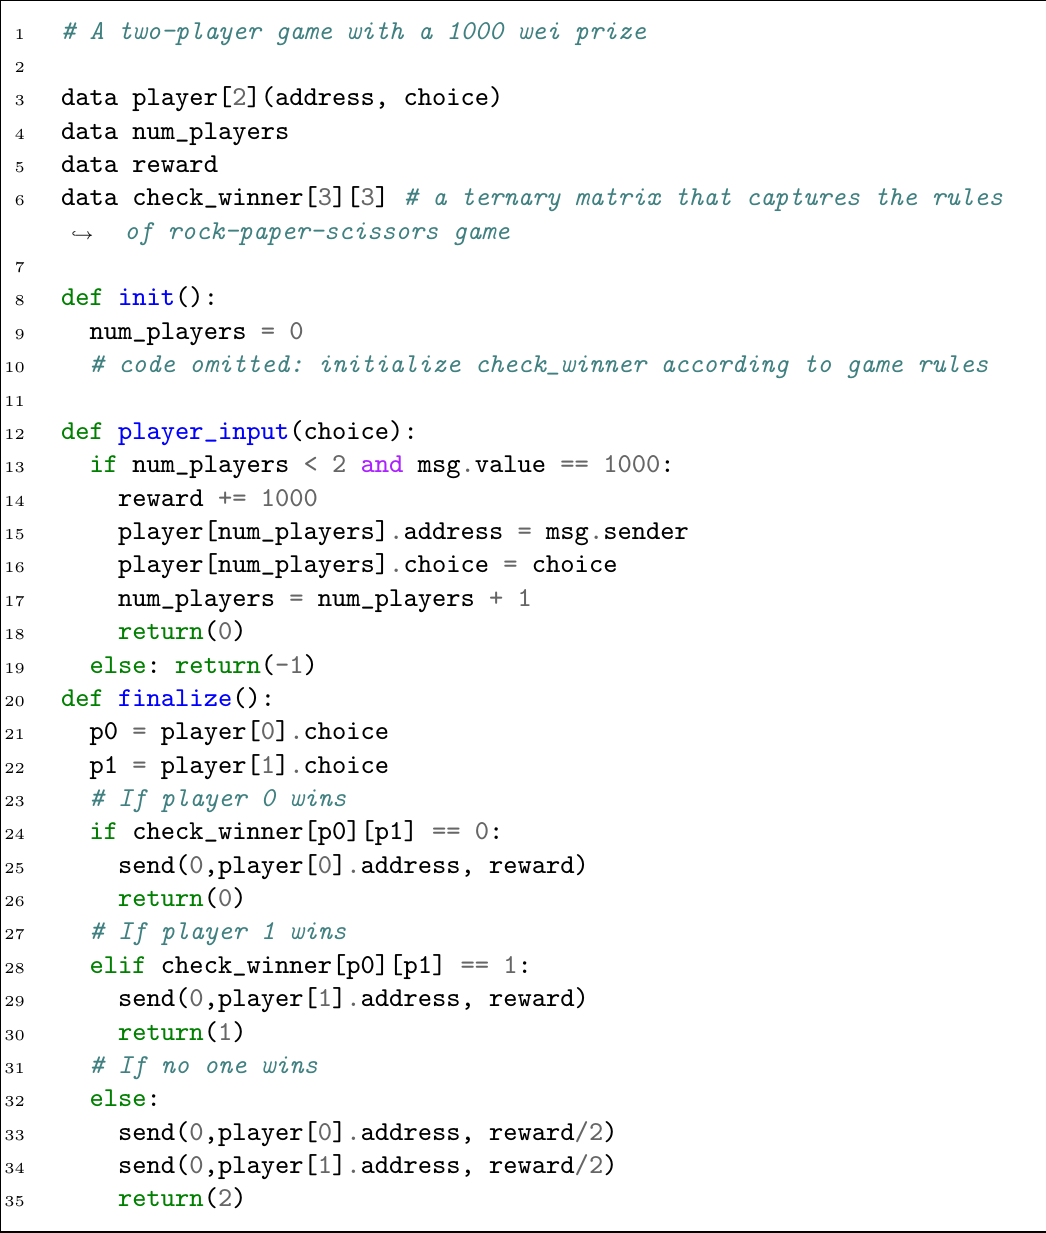 1 # A two-player game with a 1000 wei prize
2
3 data player[2](address, choice)
4 data num_players
5 data reward
6 data check_winner[3][3] # a ternary matrix that captures the rules
↪ of rock-paper-scissors game
7
8 def init():
9   num_players = 0
10   # code omitted: initialize check_winner according to game rules
11
12 def player_input(choice):
13   if num_players < 2 and msg.value == 1000:
14     reward += 1000
15     player[num_players].address = msg.sender
16     player[num_players].choice = choice
17     num_players = num_players + 1
18     return(0)
19   else: return(-1)
20 def finalize():
21   p0 = player[0].choice
22   p1 = player[1].choice
23   # If player 0 wins
24   if check_winner[p0][p1] == 0:
25     send(0,player[0].address, reward)
26     return(0)
27   # If player 1 wins
28   elif check_winner[p0][p1] == 1:
29     send(0,player[1].address, reward)
30     return(1)
31   # If no one wins
32   else:
33     send(0,player[0].address, reward/2)
34     send(0,player[1].address, reward/2)
35     return(2)